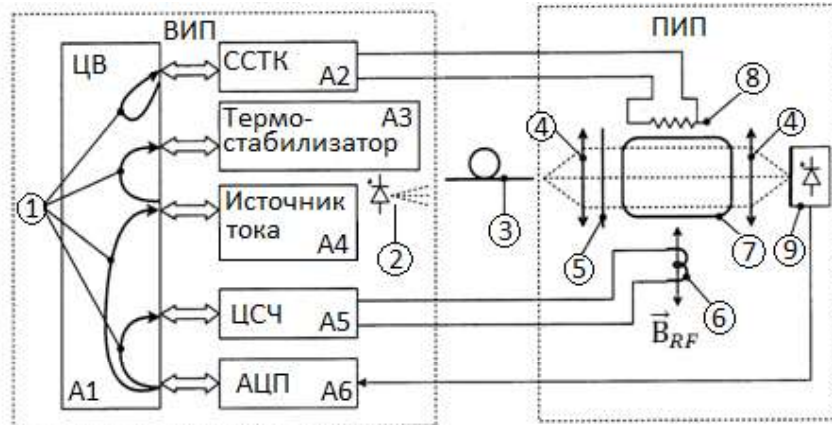 ВИП
ПИП
ЦВ
ССТК
А2
8
Термо-
стабилизатор
А3
4
4
1
Источник
тока
А4
2
3
5
7
9
ЦСЧ
А5
6
B_RF
А1
АЦП
А6